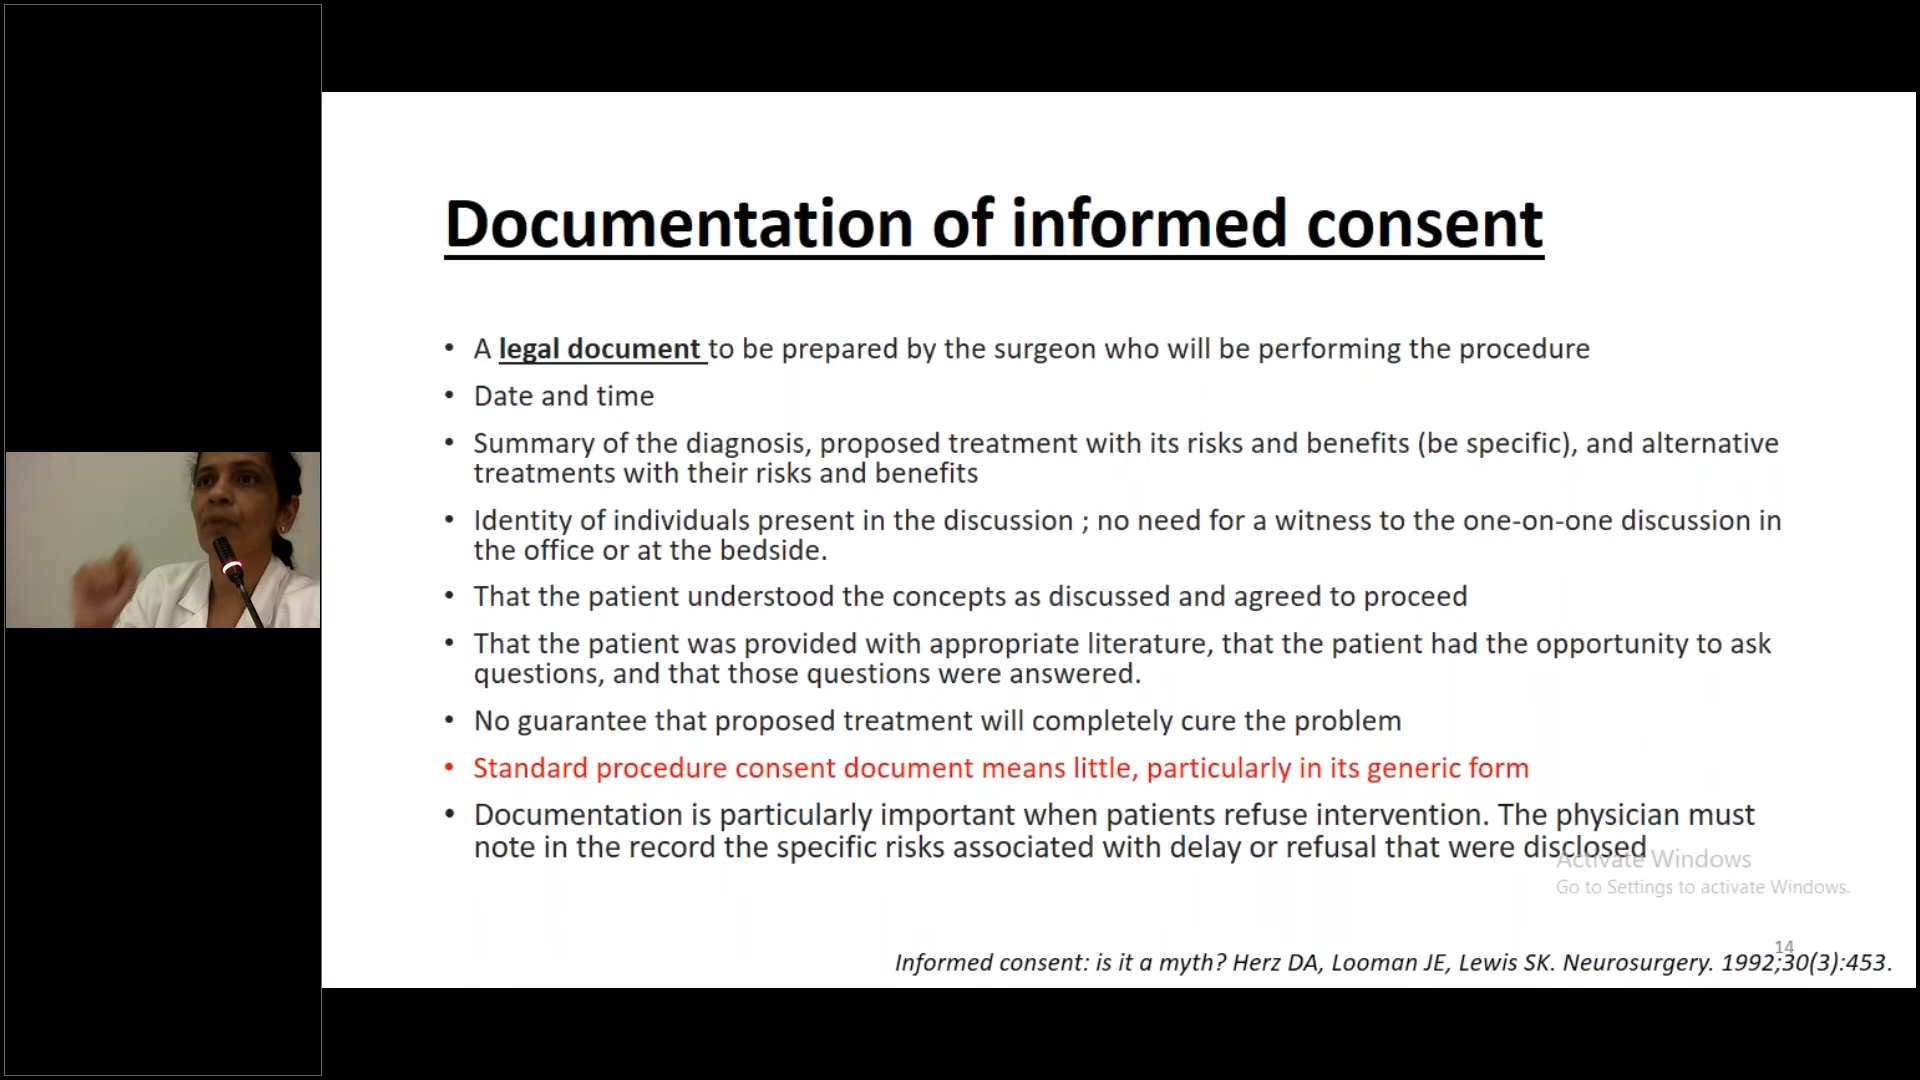 Documentation of informed consent
• A legal document to be prepared by the surgeon who will be performing the procedure
• Date and time
• Summary of the diagnosis, proposed treatment with its risks and benefits (be specific), and alternative
treatments with their risks and benefits
• Identity of individuals present in the discussion ; no need for a witness to the one-on-one discussion in
the office or at the bedside.
• That the patient understood the concepts as discussed and agreed to proceed
• That the patient was provided with appropriate literature, that the patient had the opportunity to ask
questions, and that those questions were answered.
• No guarantee that proposed treatment will completely cure the problem
• Standard procedure consent document means little, particularly in its generic form
• Documentation is particularly important when patients refuse intervention. The physician must
note in the record the specific risks associated with delay or refusal that were disclosed
Activate Windows
Go to Settings to activate Windows.
14
Informed consent: is it a myth? Herz DA, Looman JE, Lewis SK. Neurosurgery. 1992;30(3):453.